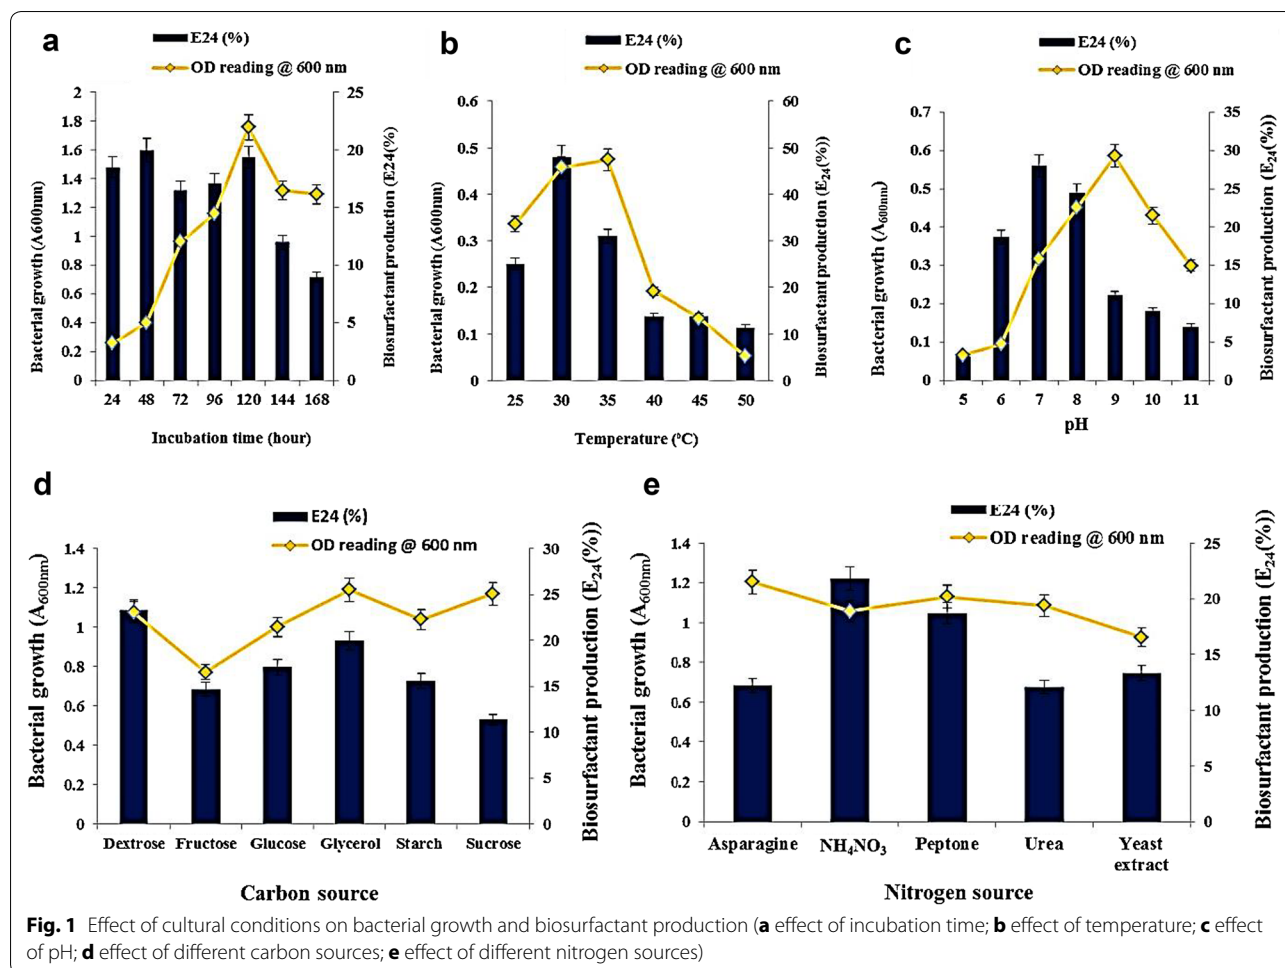 a
E24 (%)
OD reading @ 600 nm
Bacterial growth (A600nm)
2
1.8
1.6
1.4
1.2
1
0.8
0.6
0.4
0.2
0
25
20
15
10
5
0
Biosurfactant production (E24(%)
24 48 72 96 120 144 168
Incubation time (hour)
b
E24 (%)
OD reading @ 600 nm
Bacterial growth (A600nm)
0.6
0.5
0.4
0.3
0.2
0.1
0
60
50
40
30
20
10
0
Biosurfactant production (E24(%))
25 30 35 40 45 50
Temperature (°C)
c
E24 (%)
OD reading @ 600 nm
Bacterial growth (A600nm)
0.7
0.6
0.5
0.4
0.3
0.2
0.1
0
35
30
25
20
15
10
5
0
Biosurfactant production (E24(%))
5 6 7 8 9 10 11
pH
d
E24 (%)
OD reading @ 600 nm
Bacterial growth (A600nm)
1.4
1.2
1
0.8
0.6
0.4
0.2
0
30
25
20
15
10
5
0
Biosurfactant production (E24(%))
Dextrose Fructose Glucose Glycerol Starch Sucrose
Carbon source
e
E24 (%)
OD reading @ 600 nm
Bacterial growth (A600nm)
1.4
1.2
1
0.8
0.6
0.4
0.2
0
25
20
15
10
5
0
Biosurfactant production (E24(%))
Asparagine NH4NO3 Peptone Urea Yeast
extract
Nitrogen source
Fig. 1 Effect of cultural conditions on bacterial growth and biosurfactant production (a effect of incubation time; b effect of temperature; c effect
of pH; d effect of different carbon sources; e effect of different nitrogen sources)